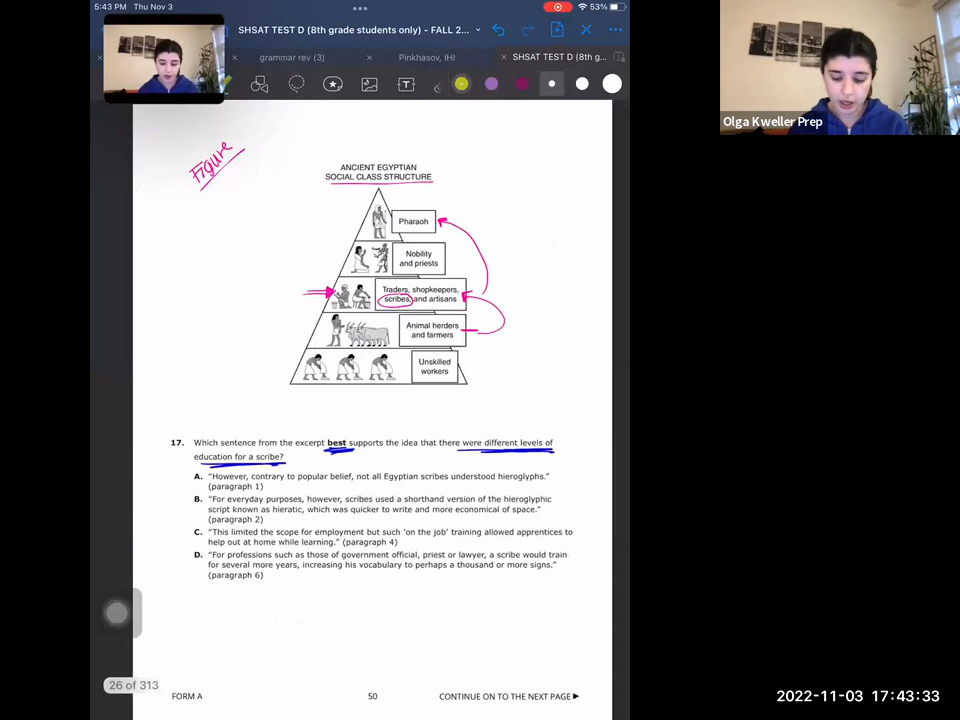 5:43 PM Thu Nov 3
53%
SHSAT TEST D (8th grade students only) - FALL 2...
grammar rev (3)
Pinkhasov, IHI
SHSAT TEST D (8th g...
Olga Kweller Prep
Figure
ANCIENT EGYPTIAN
SOCIAL CLASS STRUCTURE
Pharaoh
Nobility
and priests
Traders, shopkeepers,
scribes, and artisans
Animal herders
and farmers
Unskilled
workers
17. Which sentence from the excerpt best supports the idea that there were different levels of
education for a scribe?
A. "However, contrary to popular belief, not all Egyptian scribes understood hieroglyphs."
(paragraph 1)
B. "For everyday purposes, however, scribes used a shorthand version of the hieroglyphic
script known as hieratic, which was quicker to write and more economical of space."
(paragraph 2)
C. "This limited the scope for employment but such 'on the job' training allowed apprentices to
help out at home while learning." (paragraph 4)
D. "For professions such as those of government official, priest or lawyer, a scribe would train
for several more years, increasing his vocabulary to perhaps a thousand or more signs."
(paragraph 6)
26 of 313
FORM A
50
CONTINUE ON TO THE NEXT PAGE
2022-11-03 17:43:33